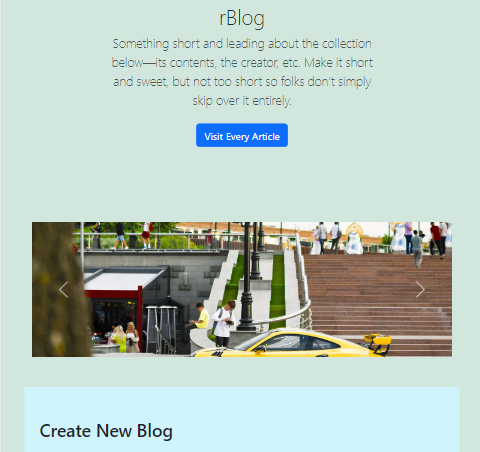 rBlog
Something short and leading about the collection
below—its contents, the creator, etc. Make it short
and sweet, but not too short so folks don't simply
skip over it entirely.
Visit Every Article
Create New Blog